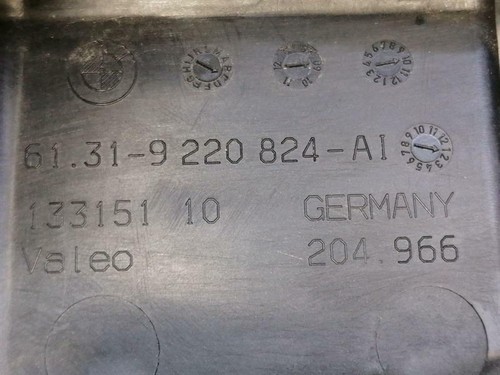 61.31-9 220 824-AI
133151 10 GERMANY
Valeo 204.966